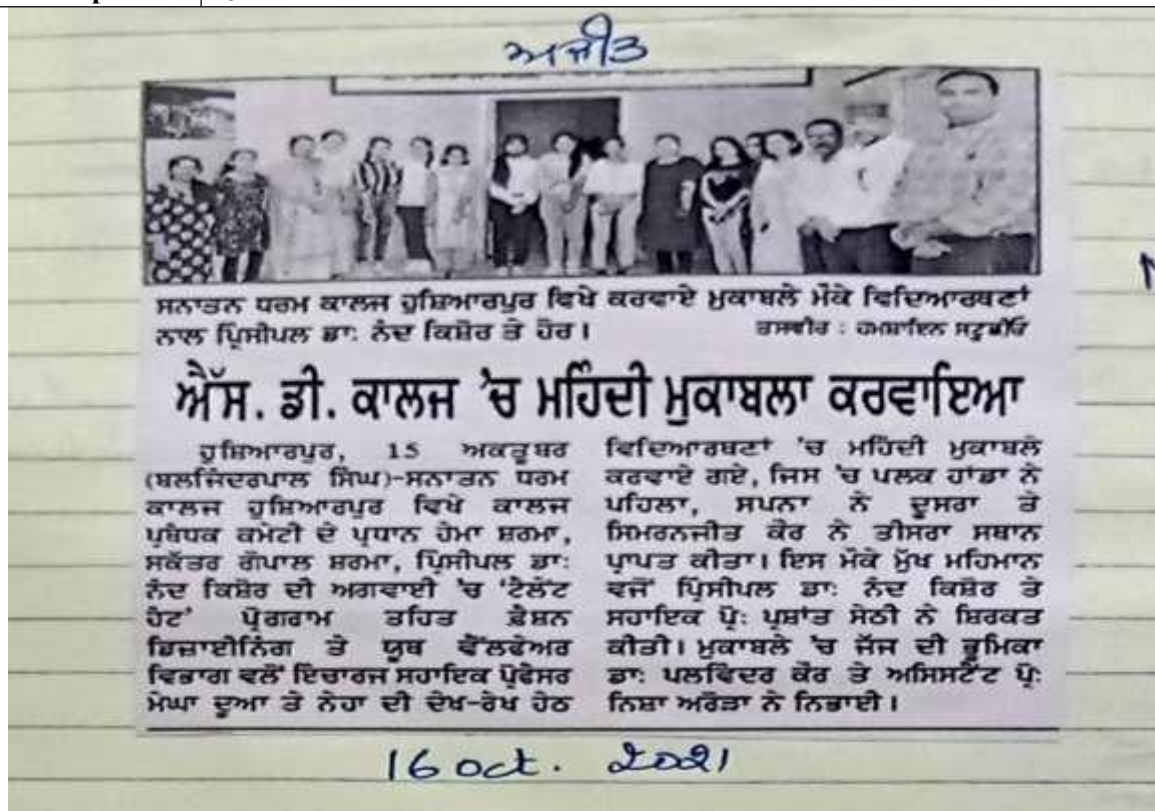 ਅਜੀਤ
ਸਨਾਤਨ ਧਰਮ ਕਾਲਜ ਹੁਸ਼ਿਆਰਪੁਰ ਵਿਖੇ ਕਰਵਾਏ ਮੁਕਾਬਲੇ ਮੌਕੇ ਵਿਦਿਆਰਥਣਾਂ
ਨਾਲ ਪ੍ਰਿੰਸੀਪਲ ਡਾ: ਨੰਦ ਕਿਸ਼ੋਰ ਤੇ ਹੋਰ।
ਤਸਵੀਰ : ਹਮਸ਼ਾਇਨ ਸਟੂਡੀਓ
ਐੱਸ. ਡੀ. ਕਾਲਜ 'ਚ ਮਹਿੰਦੀ ਮੁਕਾਬਲਾ ਕਰਵਾਇਆ
ਹੁਸ਼ਿਆਰਪੁਰ, 15 ਅਕਤੂਬਰ
(ਬਲਜਿੰਦਰਪਾਲ ਸਿੰਘ)-ਸਨਾਤਨ ਧਰਮ
ਕਾਲਜ ਹੁਸ਼ਿਆਰਪੁਰ ਵਿਖੇ ਕਾਲਜ
ਪ੍ਰਬੰਧਕ ਕਮੇਟੀ ਦੇ ਪ੍ਰਧਾਨ ਹੇਮਾ ਸ਼ਰਮਾ,
ਸਕੱਤਰ ਗੋਪਾਲ ਸ਼ਰਮਾ, ਪ੍ਰਿੰਸੀਪਲ ਡਾ:
ਨੰਦ ਕਿਸ਼ੋਰ ਦੀ ਅਗਵਾਈ 'ਚ 'ਟੈਲੇਂਟ
ਹੰਟ' ਪ੍ਰੋਗਰਾਮ ਤਹਿਤ ਫ਼ੈਸ਼ਨ
ਡਿਜ਼ਾਈਨਿੰਗ ਤੇ ਯੂਥ ਵੈੱਲਫੇਅਰ
ਵਿਭਾਗ ਵਲੋਂ ਇੰਚਾਰਜ ਸਹਾਇਕ ਪ੍ਰੋਫੈਸਰ
ਮੇਘਾ ਦੂਆ ਤੇ ਨੇਹਾ ਦੀ ਦੇਖ-ਰੇਖ ਹੇਠ
ਵਿਦਿਆਰਥਣਾਂ 'ਚ ਮਹਿੰਦੀ ਮੁਕਾਬਲੇ
ਕਰਵਾਏ ਗਏ, ਜਿਸ 'ਚ ਪਲਕ ਹਾਂਡਾ ਨੇ
ਪਹਿਲਾ, ਸਪਨਾ ਨੇ ਦੂਸਰਾ ਤੇ
ਸਿਮਰਨਜੀਤ ਕੌਰ ਨੇ ਤੀਸਰਾ ਸਥਾਨ
ਪ੍ਰਾਪਤ ਕੀਤਾ। ਇਸ ਮੌਕੇ ਮੁੱਖ ਮਹਿਮਾਨ
ਵਜੋਂ ਪ੍ਰਿੰਸੀਪਲ ਡਾ: ਨੰਦ ਕਿਸ਼ੋਰ ਤੇ
ਸਹਾਇਕ ਪ੍ਰੋ: ਪ੍ਰਸ਼ਾਂਤ ਸੇਠੀ ਨੇ ਸ਼ਿਰਕਤ
ਕੀਤੀ। ਮੁਕਾਬਲੇ 'ਚ ਜੱਜ ਦੀ ਭੂਮਿਕਾ
ਡਾ: ਪਲਵਿੰਦਰ ਕੌਰ ਤੇ ਅਸਿਸਟੈਂਟ ਪ੍ਰੋ:
ਨਿਸ਼ਾ ਅਰੋੜਾ ਨੇ ਨਿਭਾਈ।
16 oct. 2021